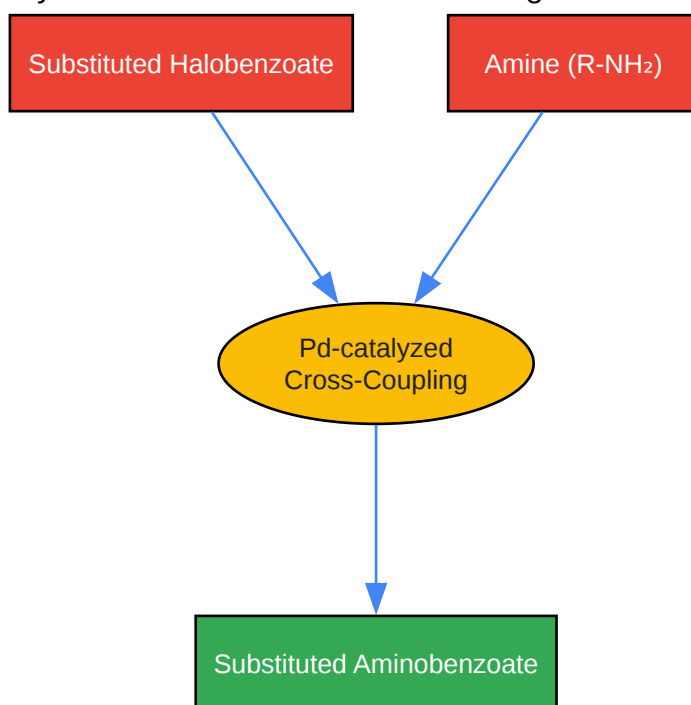 Substituted Halobenzoate
Amine (R-NH₂)
Pd-catalyzed
Cross-Coupling
Substituted Aminobenzoate